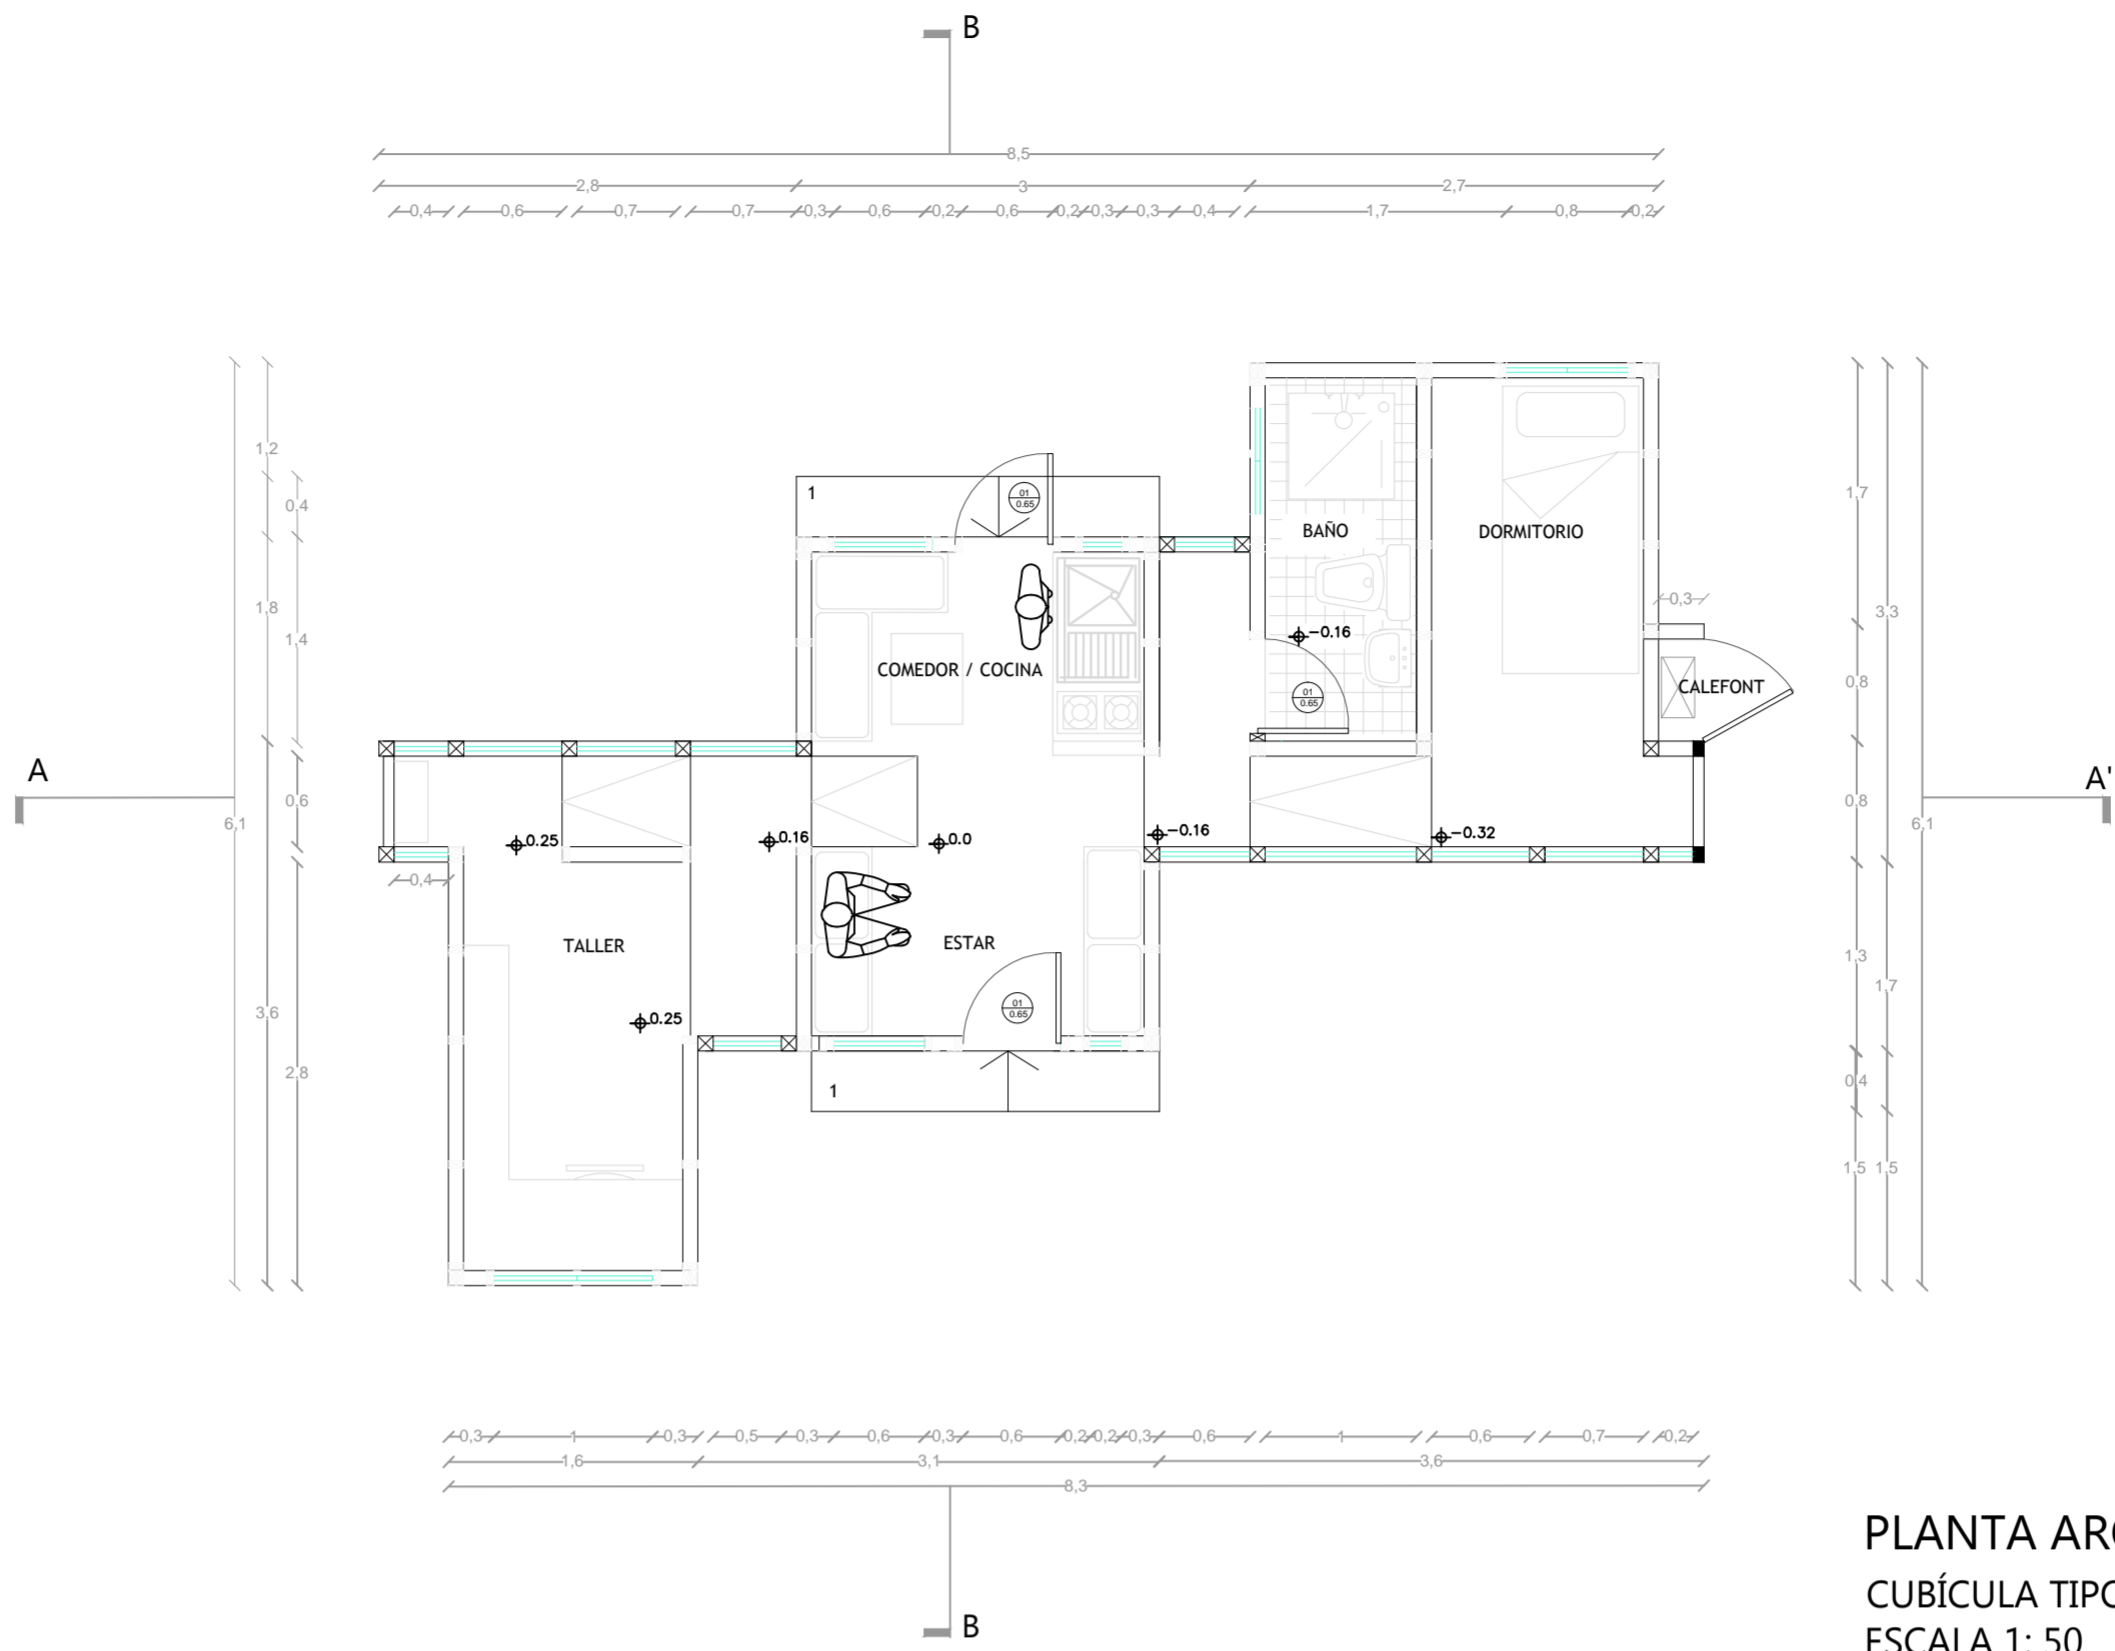 B
8,5
2,8 3 2,7
0,4 0,6 0,7 0,7 0,3 0,6 0,2 0,6 0,2 0,3 0,3 0,4 1,7 0,8 0,2
1,2
1 01
0.65
0,4
1,7
BAÑO DORMITORIO
0,3
1,8 3,3
1,4 -0.16
COMEDOR / COCINA
01
0.65
CALEFONT
0,8
A A'
0,6 0,8
6,1 6,1
0.25 0.16 0.0 -0.16 -0.32
0,4
TALLER ESTAR
1,3
1,7
3,6 0.25 01
0.65
2,8 1 0,4
1,5 1,5
0,3 1 0,3 0,5 0,3 0,6 0,3 0,6 0,2 0,2 0,3 0,6 1 0,6 0,7 0,2
1,6 3,1 3,6
8,3
B
PLANTA
CUBÍCULA
ESCALA 1: 50